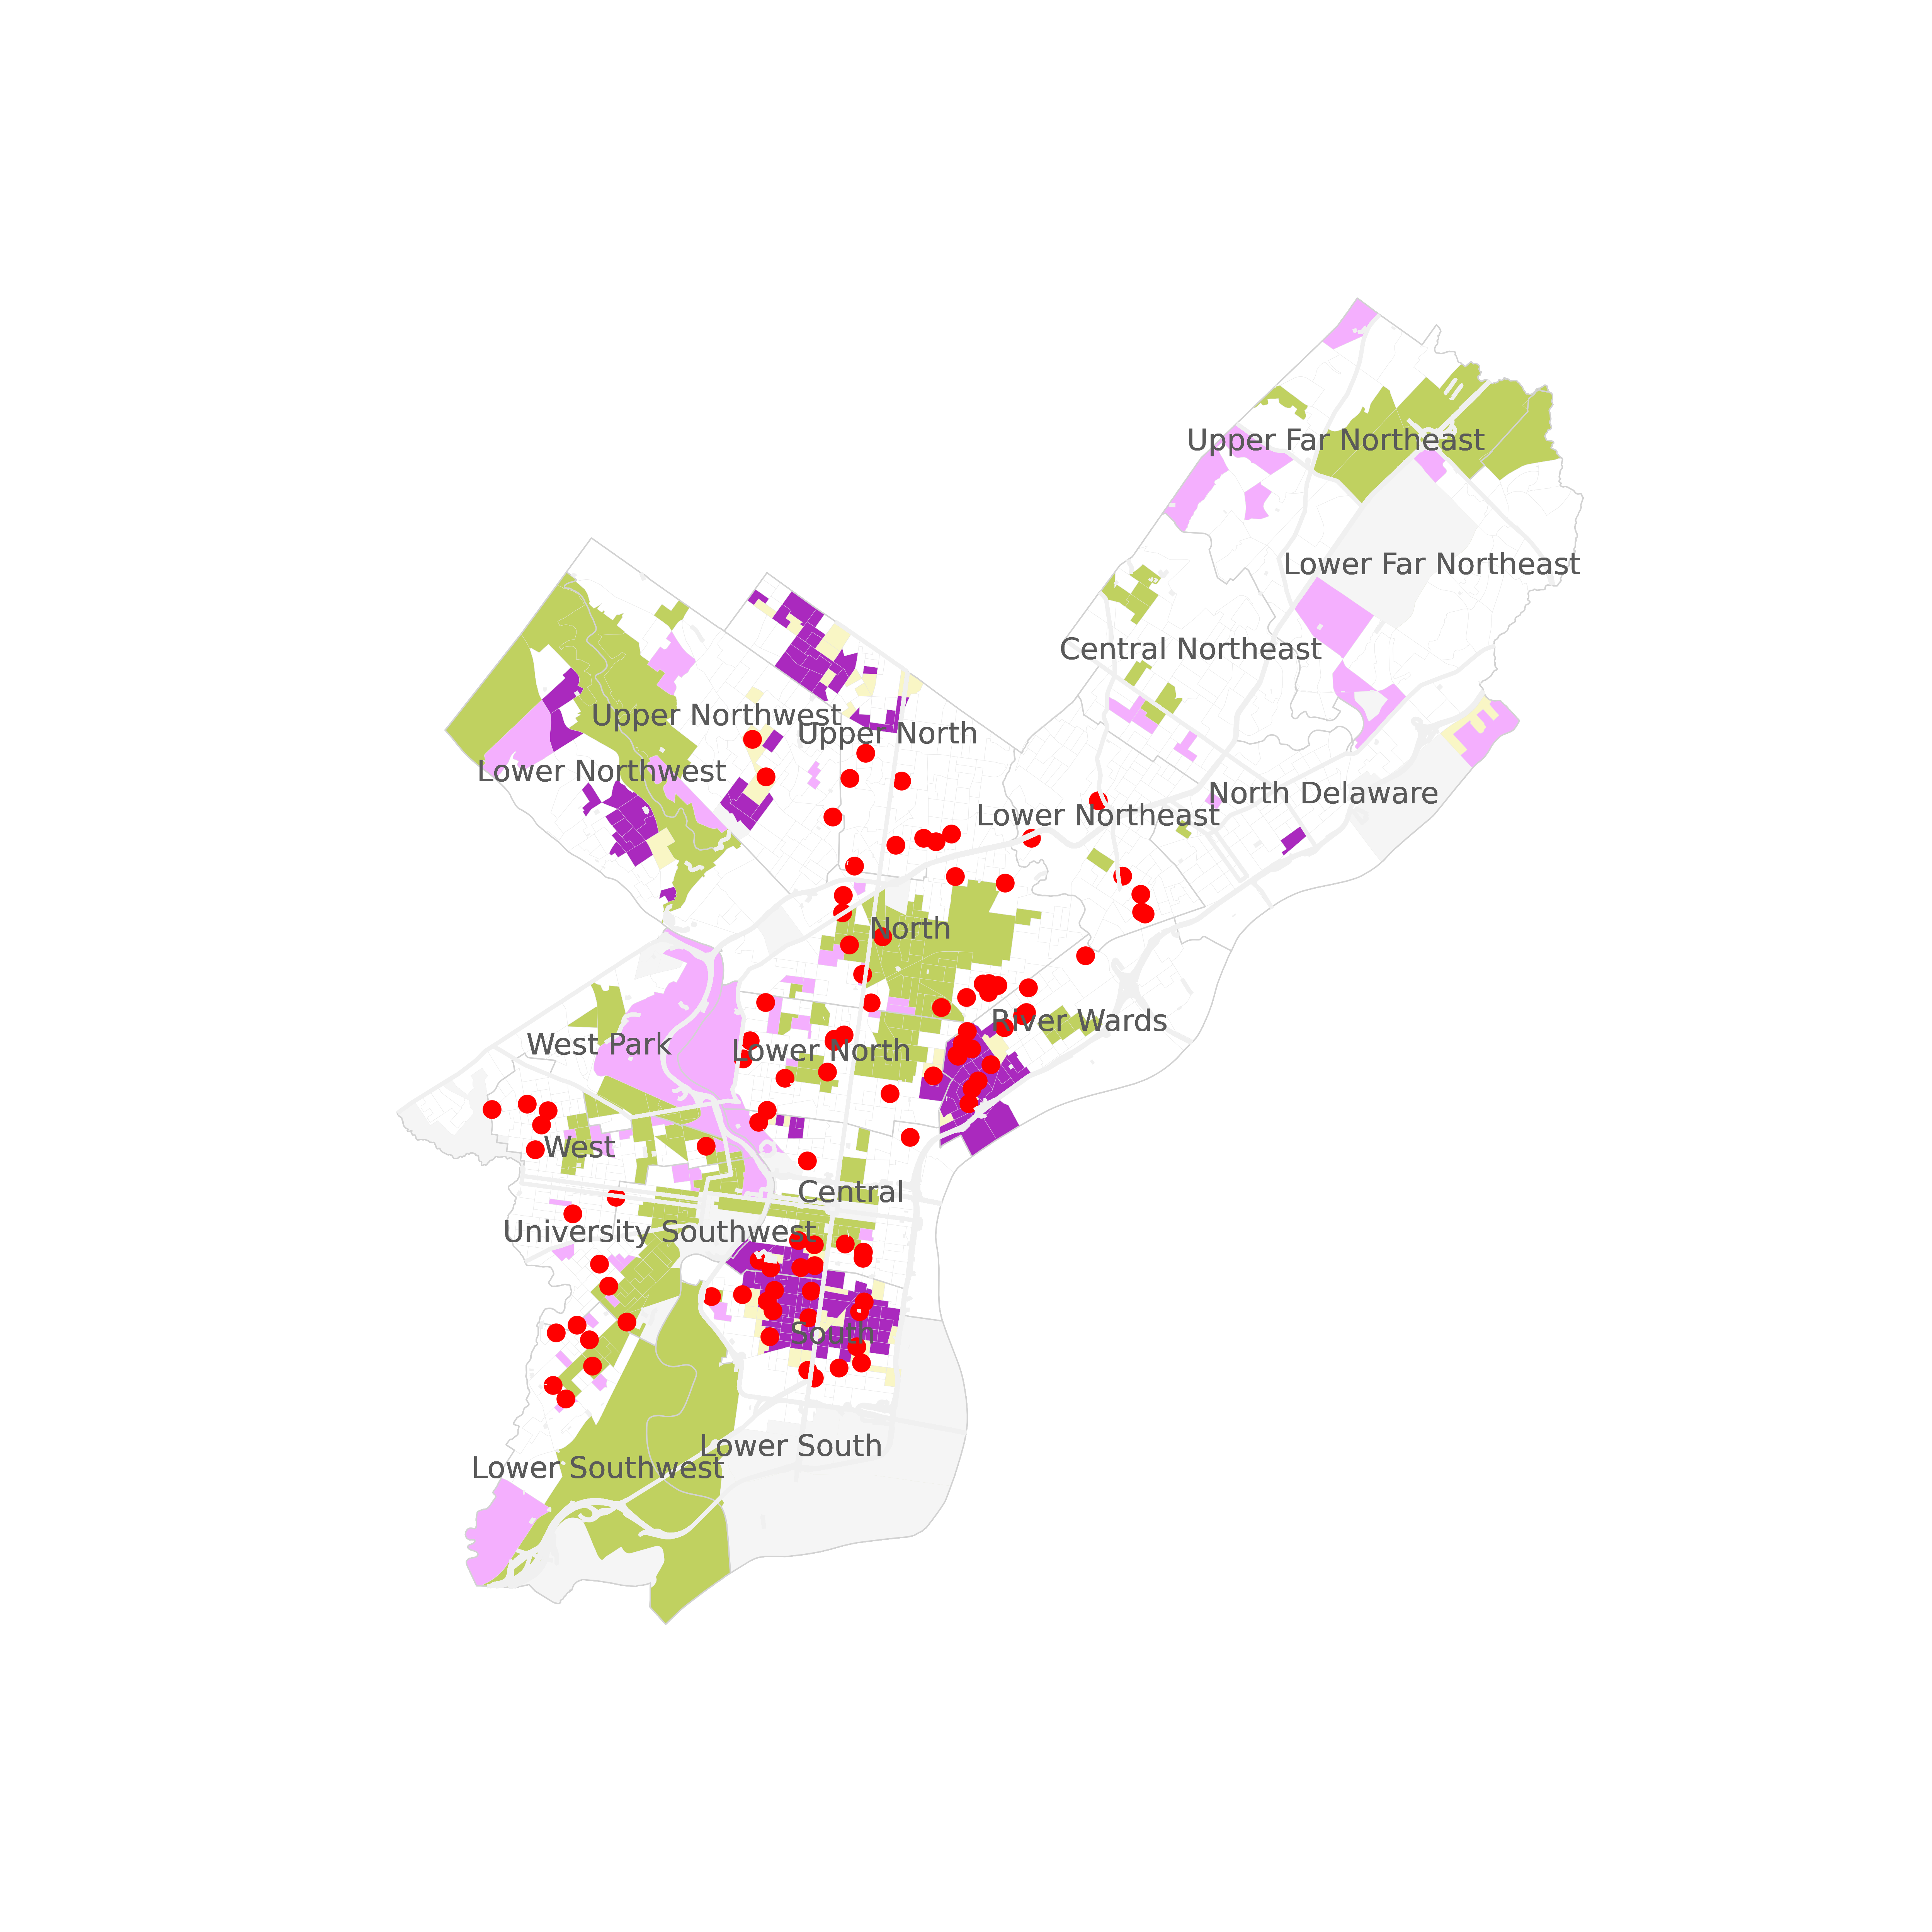 Upper Far Northeast
Lower Far Northeast
Central Northeast
Upper Northwest
Upper North
Lower Northwest
North Delaware
Lower Northeast
North
River Wards
West Park
Lower North
West
Central
University Southwest
South
Lower South
Lower Southwest